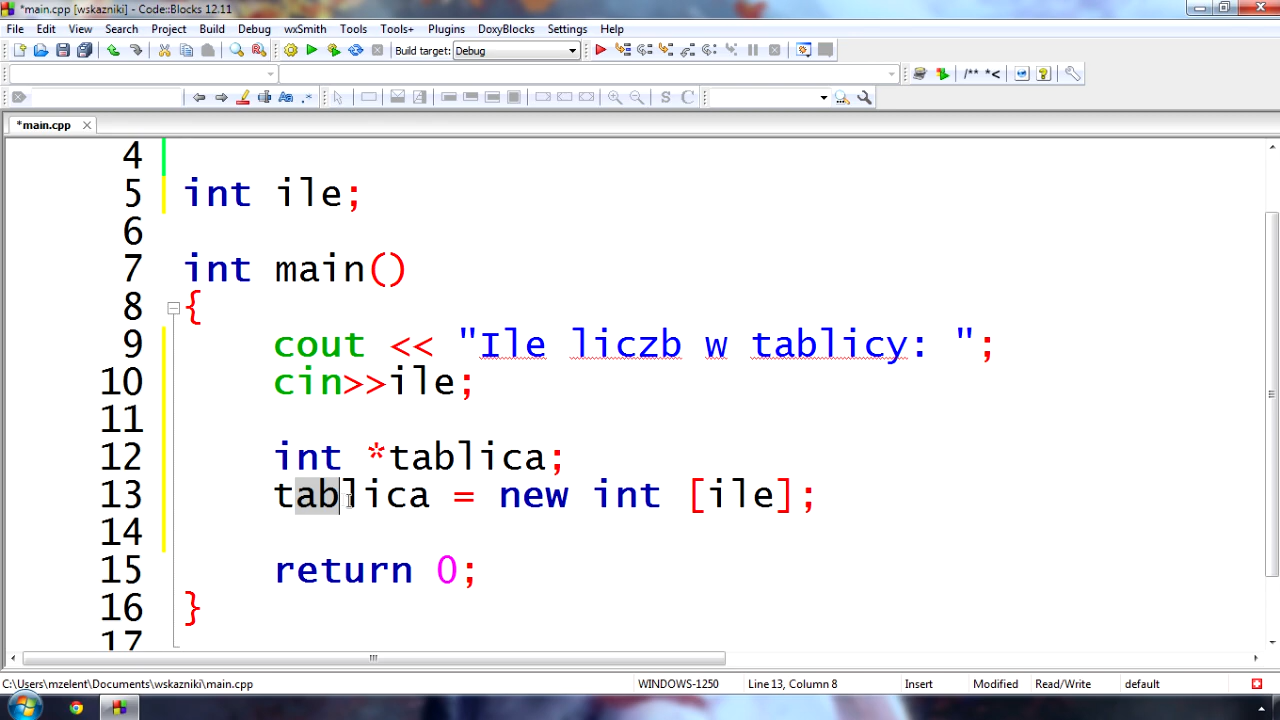 *main.cpp [wskazniki] - Code::Blocks 12.11
File Edit View Search Project Build Debug wxSmith Tools Tools+ Plugins DoxyBlocks Settings Help
Build target: Debug
/** *<
Aa .* S C
*main.cpp
4
5 int ile;
6
7 int main()
8 {
9 cout << "Ile liczb w tablicy: ";
10 cin>>ile;
11
12 int *tablica;
13 tablica = new int [ile];
14
15 return 0;
16 }
17
C:\Users\mzelent\Documents\wskazniki\main.cpp WINDOWS-1250 Line 13, Column 8 Insert Modified Read/Write default